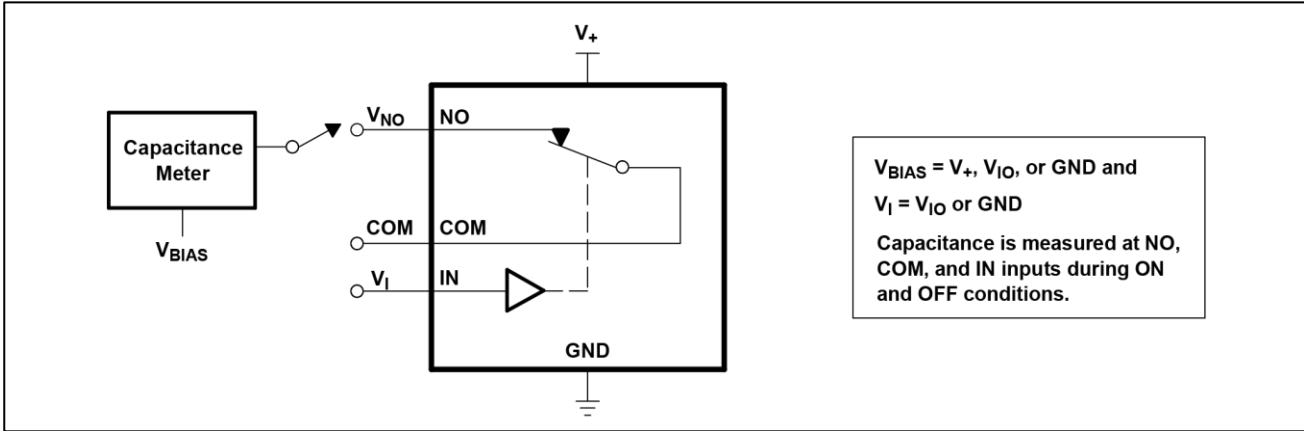 V+
VNO NO
Capacitance
Meter
VBIAS
COM COM
VI IN
GND
VBIAS = V+, VIO, or GND and
VI = VIO or GND
Capacitance is measured at NO,
COM, and IN inputs during ON
and OFF conditions.